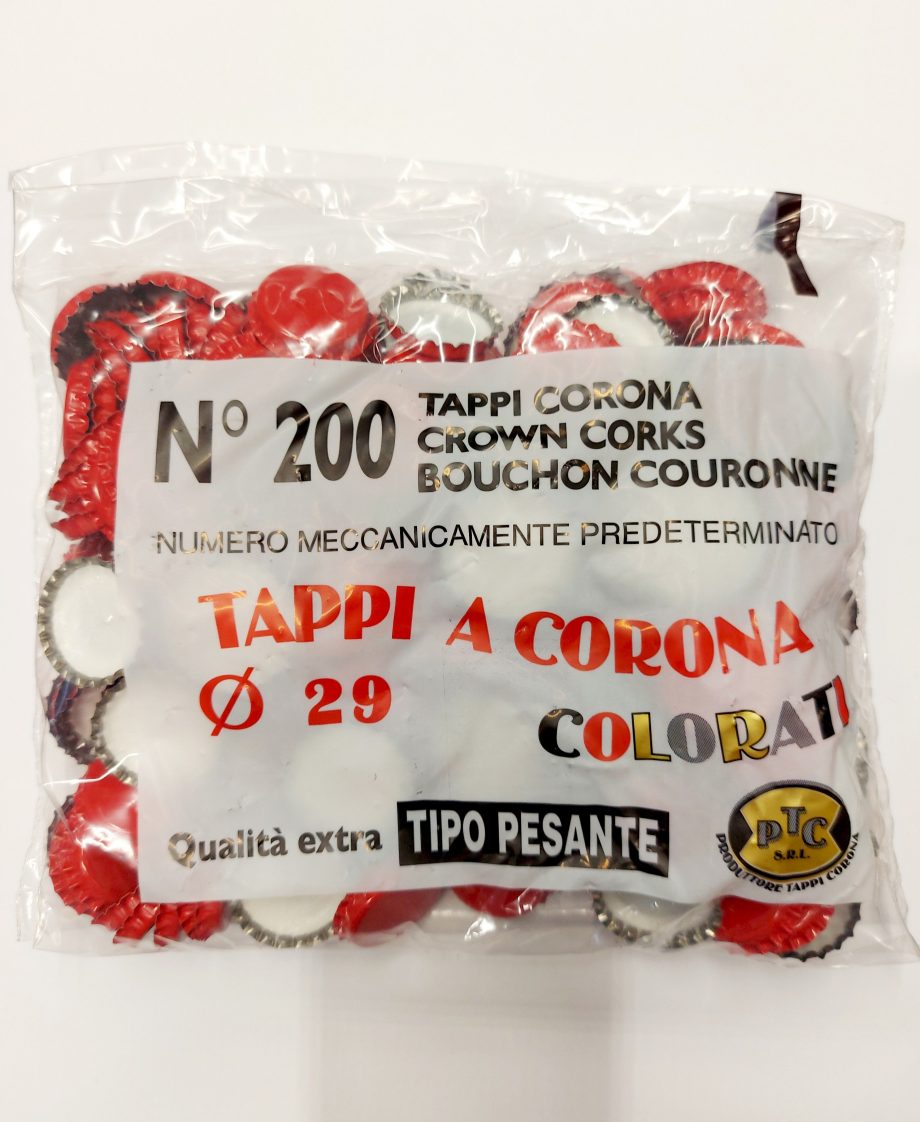 N° 200
TAPPI CORONA
CROWN CORKS
BOUCHON COURONNE
NUMERO MECCANICAMENTE PREDETERMINATO
TAPPI A CORONA
Ø 29
COLORATI
Qualità extra TIPO PESANTE
PTC
S.R.L.
PRODUTTORE TAPPI CORONA